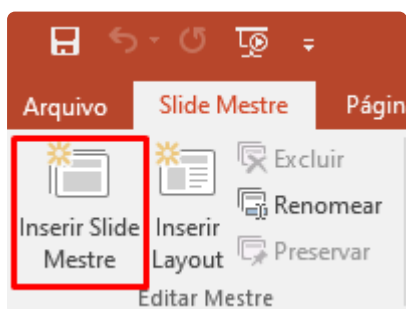 Arquivo Slide Mestre Págin
Inserir Slide Mestre
Inserir Layout
Excluir
Renomear
Preservar
Editar Mestre